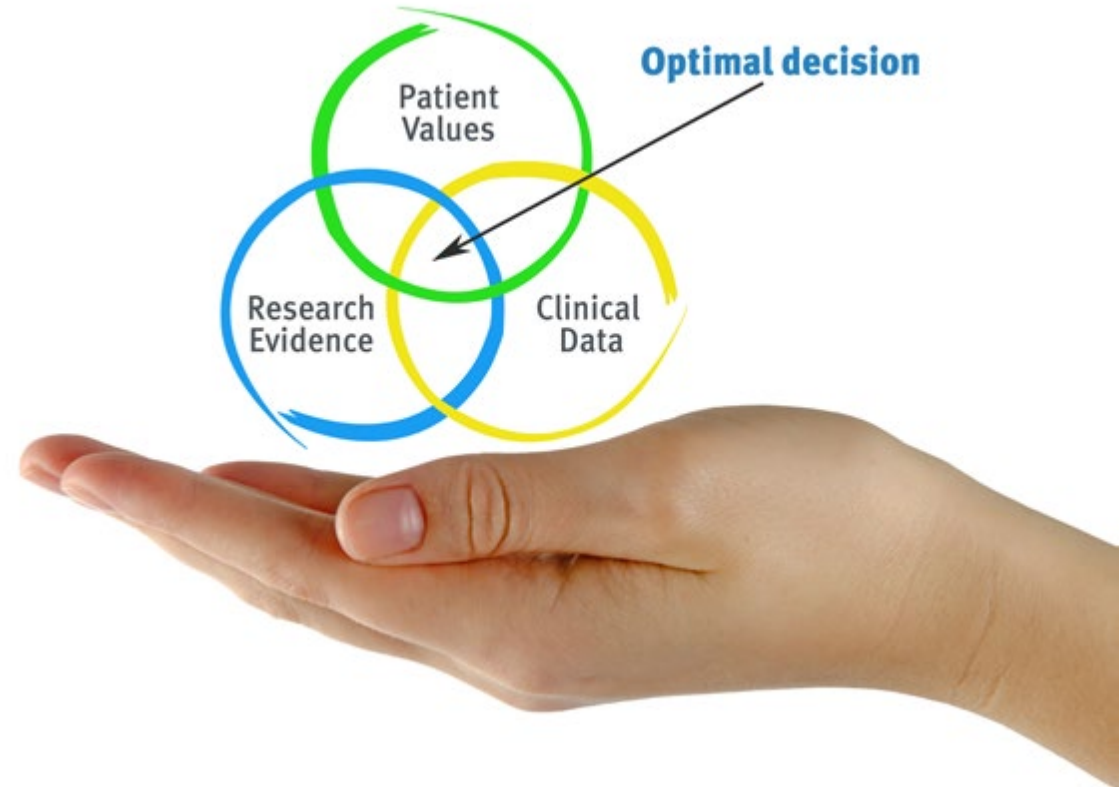 Optimal decision
Patient
Values
Research
Evidence
Clinical
Data